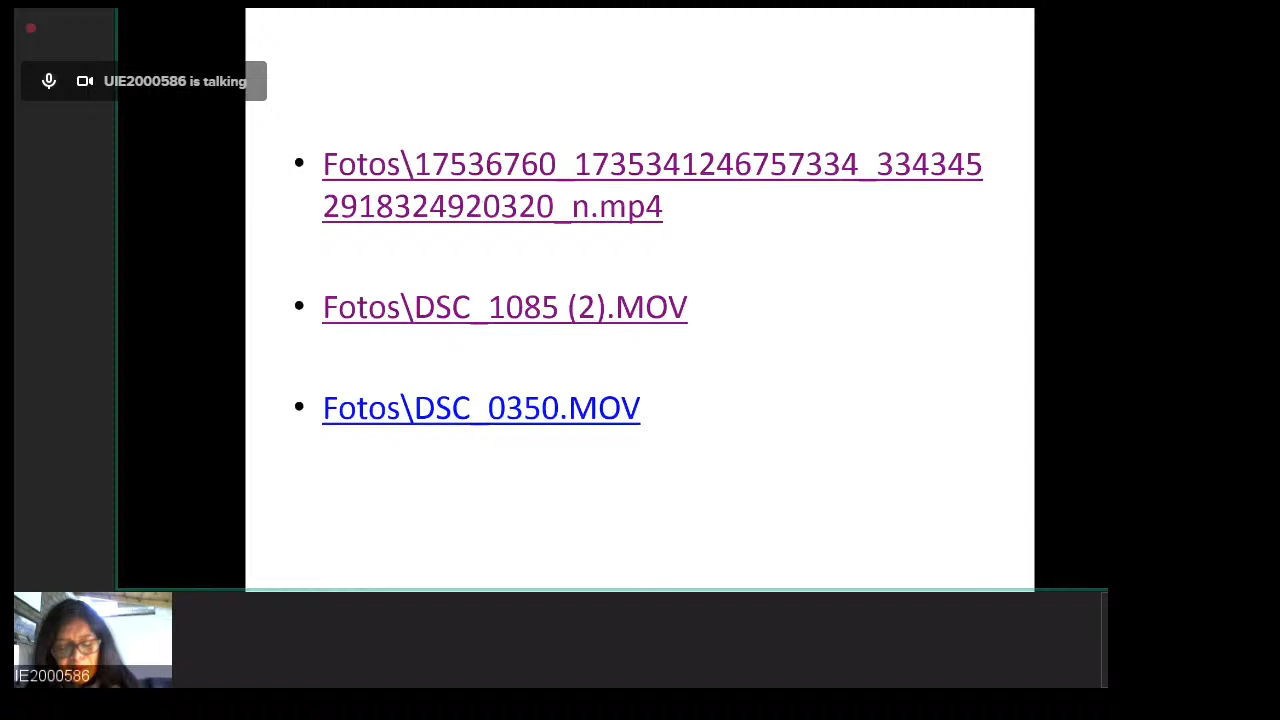 UIE2000586 is talking
• Fotos\17536760_1735341246757334_334345
2918324920320_n.mp4
• Fotos\DSC_1085 (2).MOV
• Fotos\DSC_0350.MOV
IE2000586